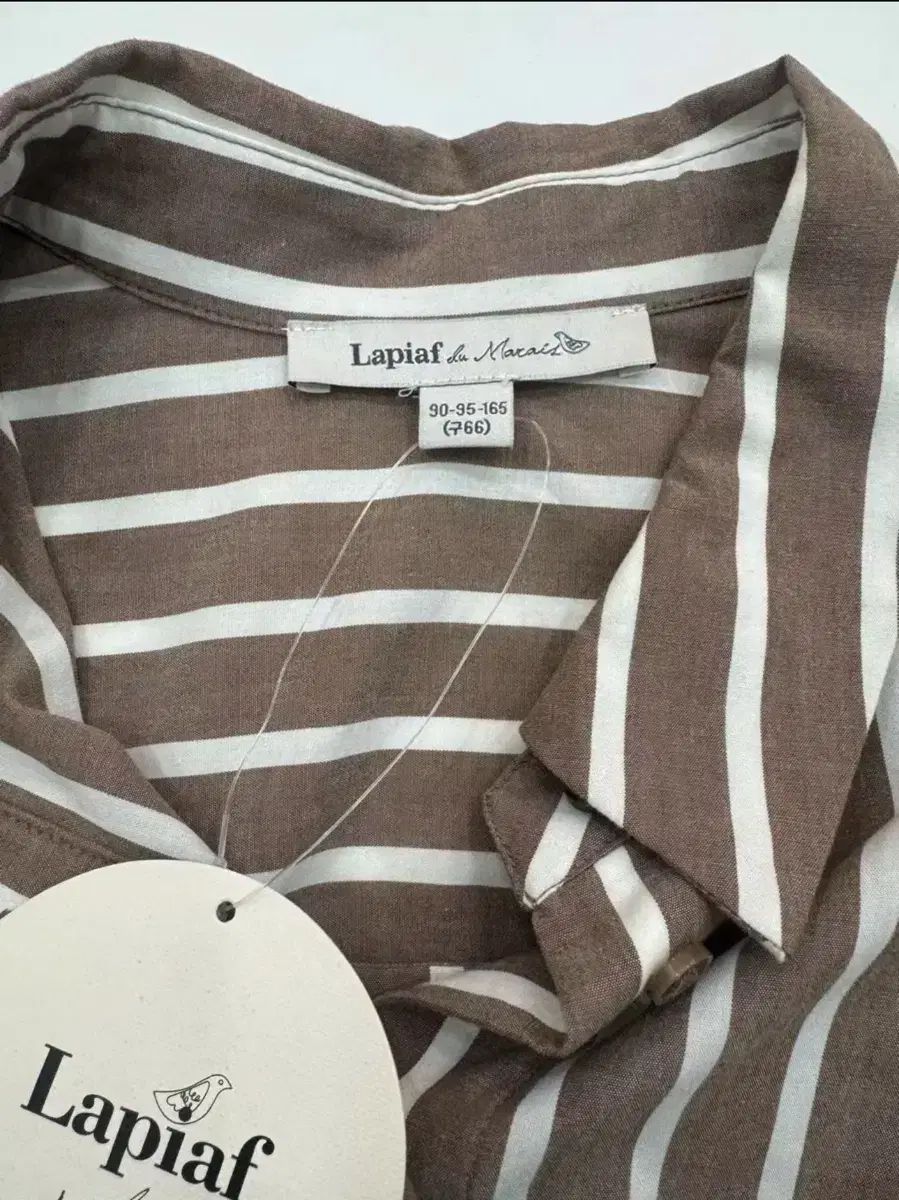 Lapiaf du Marais
90-95-165
(766)
Lapiaf